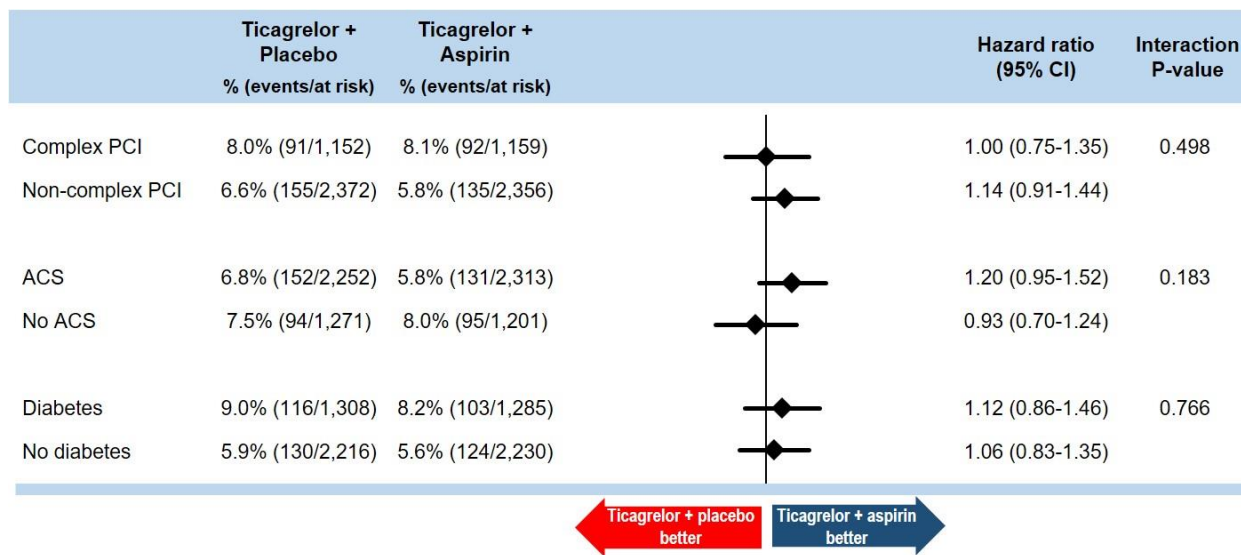 Ticagrelor + Placebo
% (events/at risk)
Ticagrelor + Aspirin
% (events/at risk)
Hazard ratio (95% CI)
Interaction P-value
Complex PCI 8.0% (91/1,152) 8.1% (92/1,159) 1.00 (0.75-1.35) 0.498
Non-complex PCI 6.6% (155/2,372) 5.8% (135/2,356) 1.14 (0.91-1.44)
ACS 6.8% (152/2,252) 5.8% (131/2,313) 1.20 (0.95-1.52) 0.183
No ACS 7.5% (94/1,271) 8.0% (95/1,201) 0.93 (0.70-1.24)
Diabetes 9.0% (116/1,308) 8.2% (103/1,285) 1.12 (0.86-1.46) 0.766
No diabetes 5.9% (130/2,216) 5.6% (124/2,230) 1.06 (0.83-1.35)
Ticagrelor + placebo
better
Ticagrelor + aspirin
better